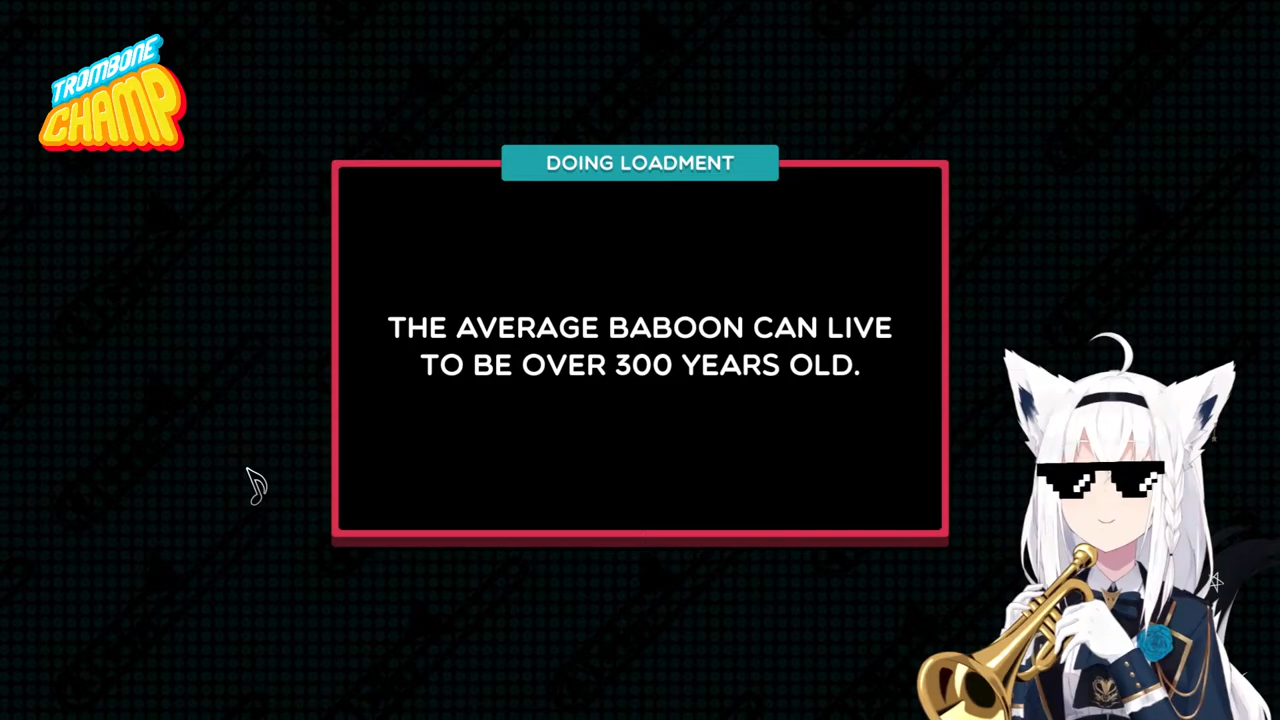 TROMBONE
CHAMP
DOING LOADMENT
THE AVERAGE BABOON CAN LIVE
TO BE OVER 300 YEARS OLD.